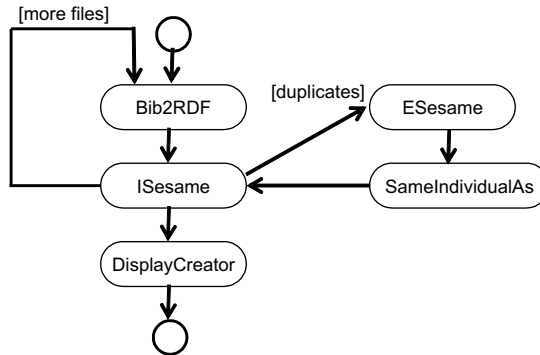 [more files]
Bib2RDF
[duplicates]
ESesame
ISesame
SameIndividualAs
DisplayCreator